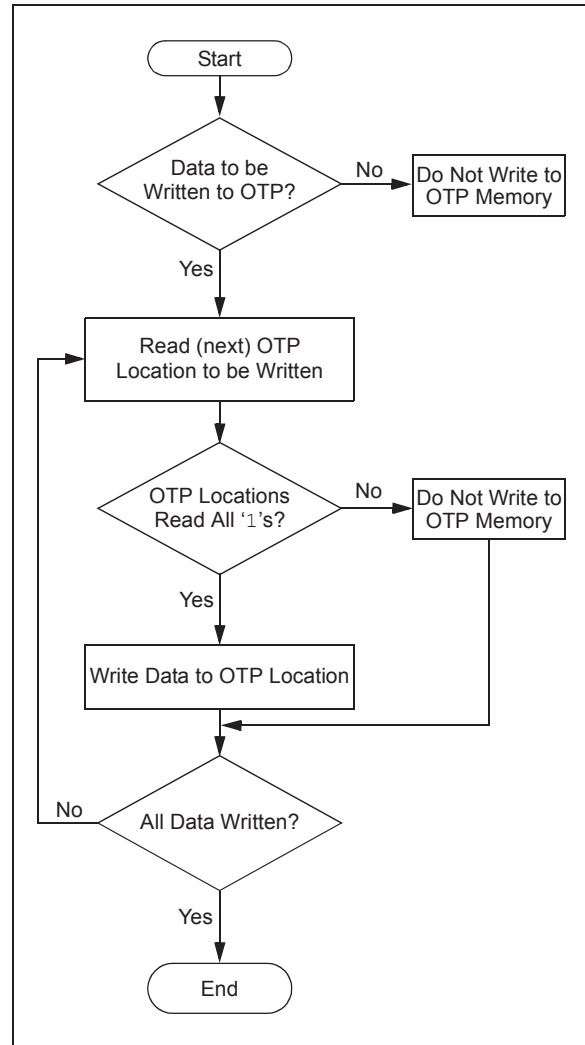 Start
Data to be
Written to OTP?
No
Do Not Write to
OTP Memory
Yes
Read (next) OTP
Location to be Written
OTP Locations
Read All ‘1’s?
No
Do Not Write to
OTP Memory
Yes
Write Data to OTP Location
No
All Data Written?
Yes
End